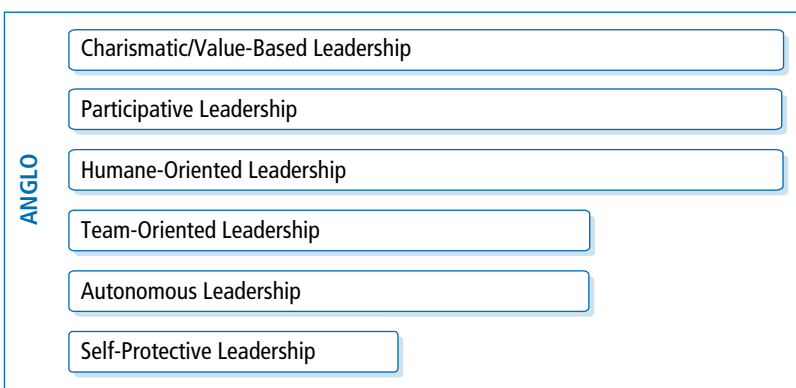 Charismatic/Value-Based Leadership
Participative Leadership
Humane-Oriented Leadership
ANGLO
Team-Oriented Leadership
Autonomous Leadership
Self-Protective Leadership